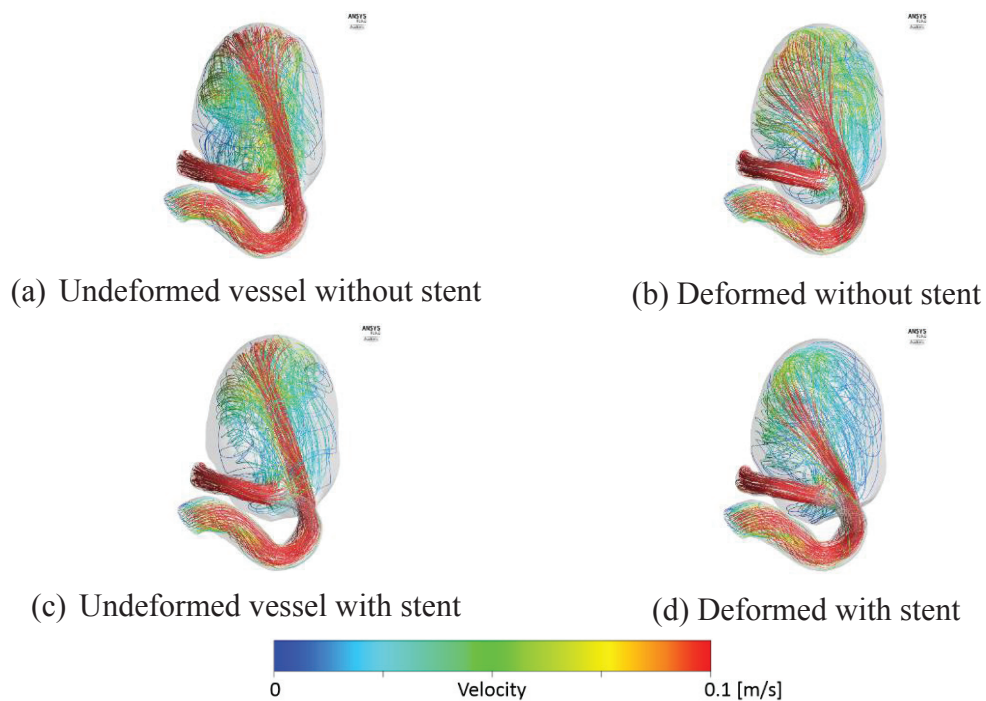 ANSYS
ANSYS
(a) Undeformed vessel without stent
(b) Deformed without stent
ANSYS
ANSYS
(c) Undeformed vessel with stent
(d) Deformed with stent
0 Velocity 0.1 [m/s]